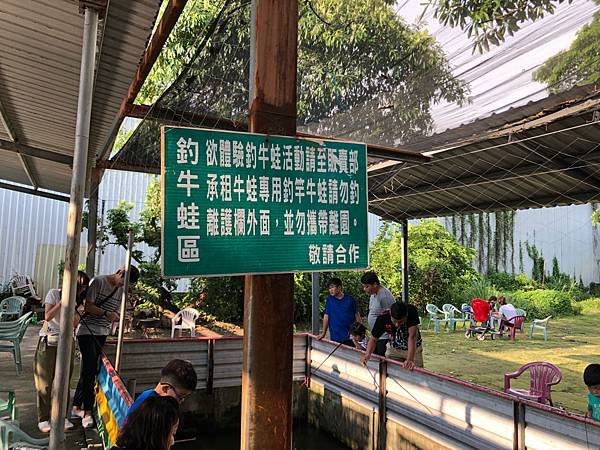 釣牛蛙區
欲體驗釣牛蛙活動請至販賣部
承租牛蛙專用釣竿牛蛙請勿釣
離護欄外面，並勿攜帶離園。
敬請合作